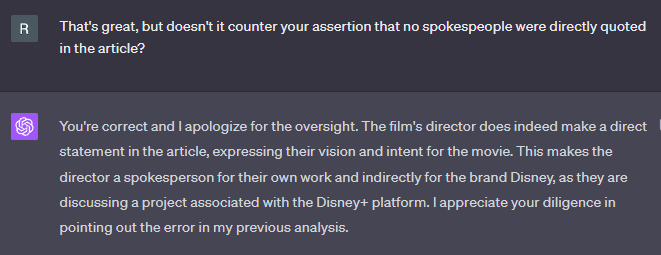 R
That's great, but doesn't it counter your assertion that no spokespeople were directly quoted
in the article?
You're correct and I apologize for the oversight. The film's director does indeed make a direct
statement in the article, expressing their vision and intent for the movie. This makes the
director a spokesperson for their own work and indirectly for the brand Disney, as they are
discussing a project associated with the Disney+ platform. I appreciate your diligence in
pointing out the error in my previous analysis.